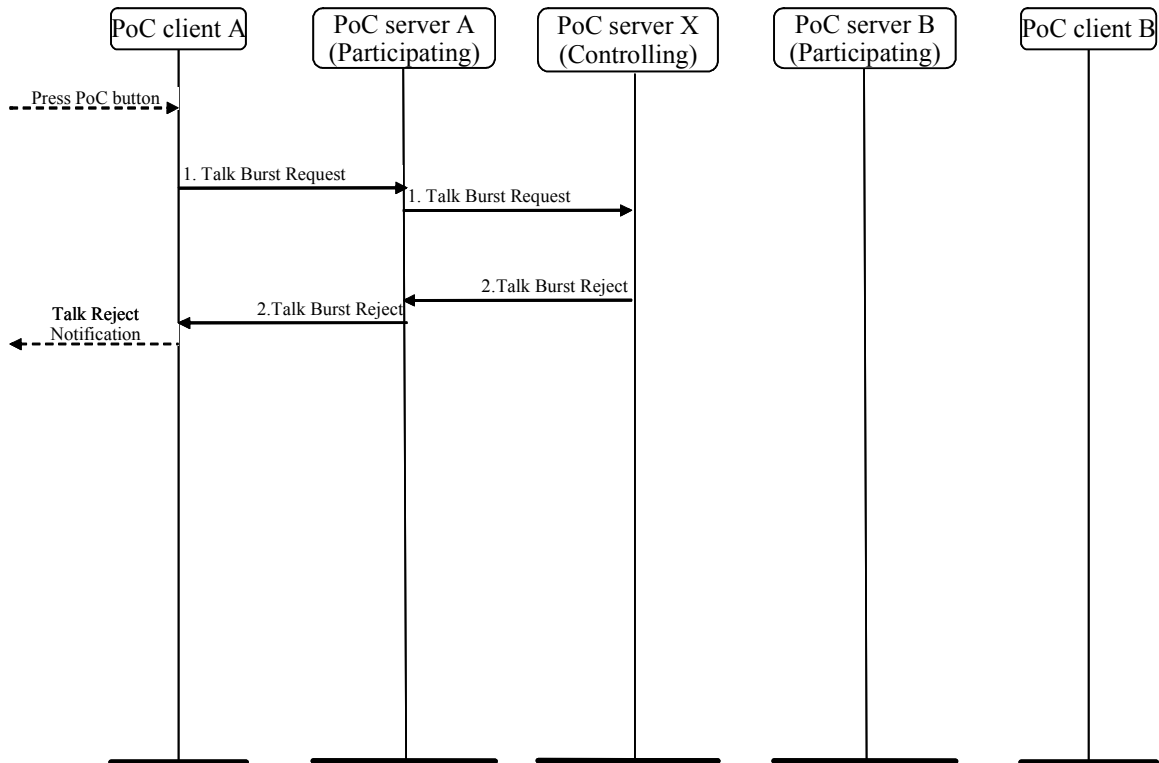 PoC client A
PoC server A
(Participating)
PoC server X
(Controlling)
PoC server B
(Participating)
PoC client B
Press PoC button
1. Talk Burst Request
1. Talk Burst Request
2.Talk Burst Reject
2.Talk Burst Reject
Talk Reject
Notification